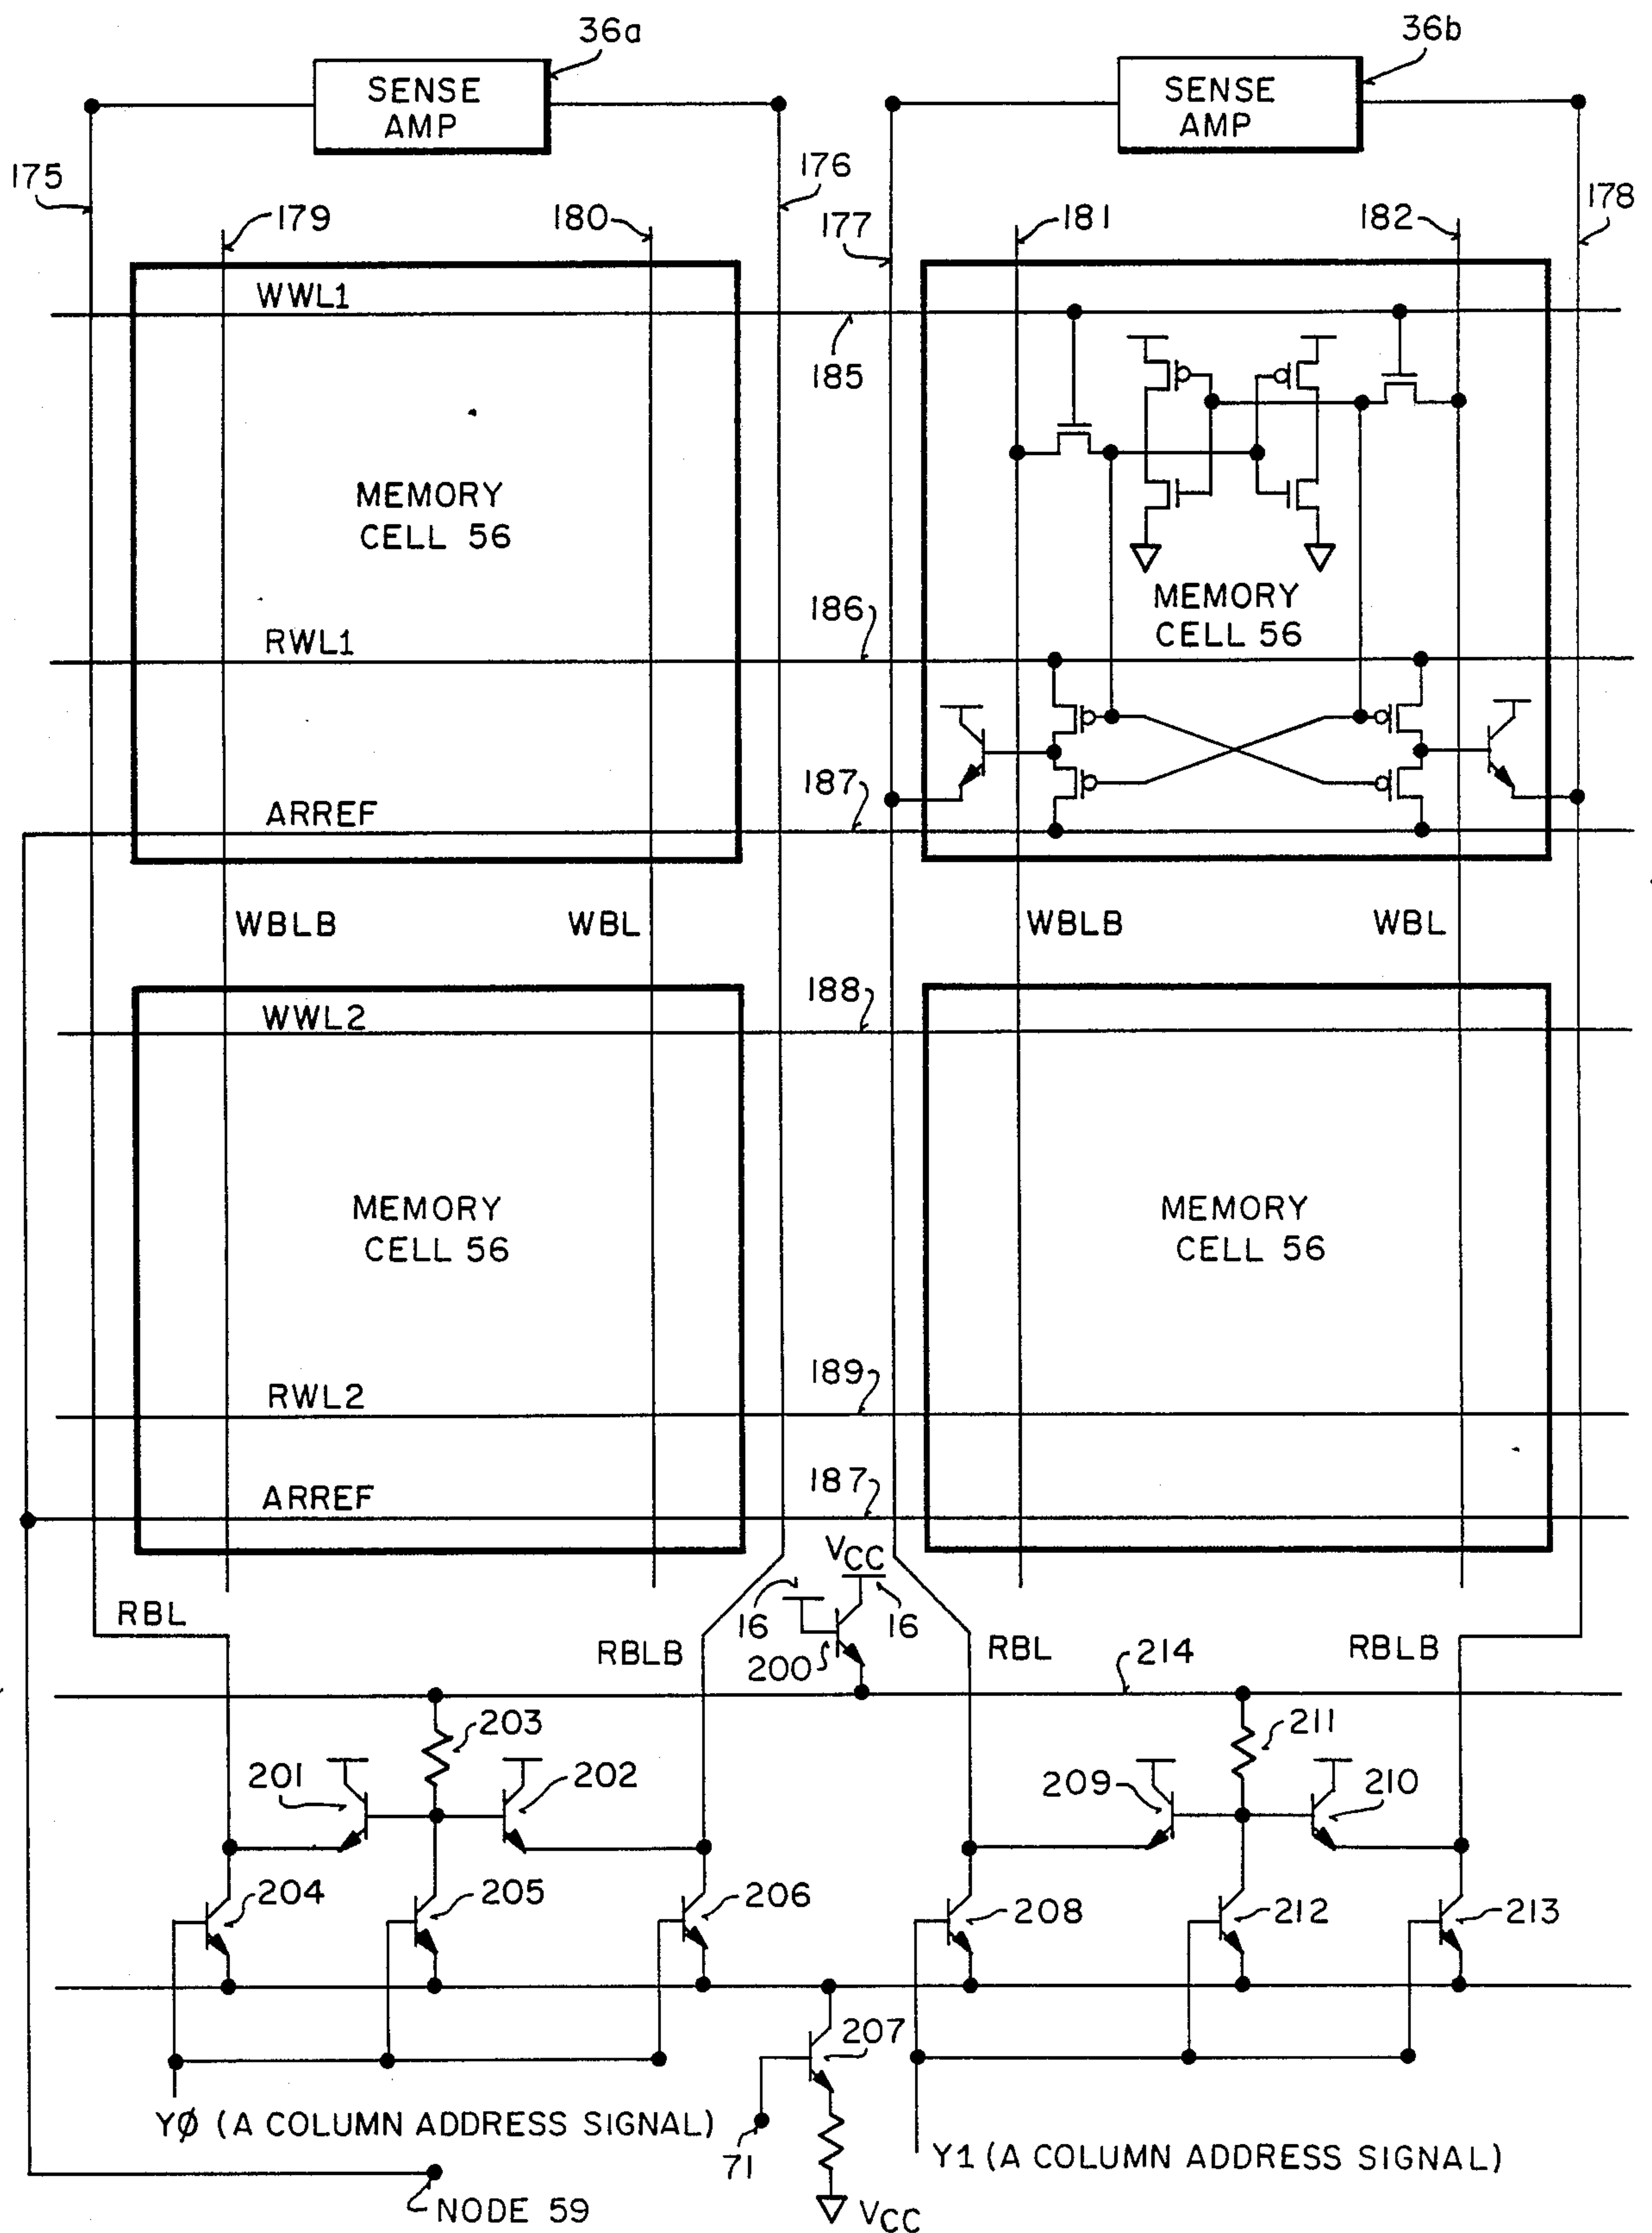 36a
36b
SENSE
AMP
SENSE
AMP
175
176
177
178
179
180
181
182
WWL1
185
MEMORY
CELL 56
MEMORY
CELL 56
186
RWL1
187
ARREF
WBLB
WBL
WBLB
WBL
188
WWL2
MEMORY
CELL 56
MEMORY
CELL 56
189
RWL2
187
ARREF
VCC
RBL
16
16
RBLB
200
RBL
RBLB
214
203
211
201
202
209
210
204
205
206
208
212
213
207
YØ (A COLUMN ADDRESS SIGNAL)
71
Y1 (A COLUMN ADDRESS SIGNAL)
NODE 59
VCC